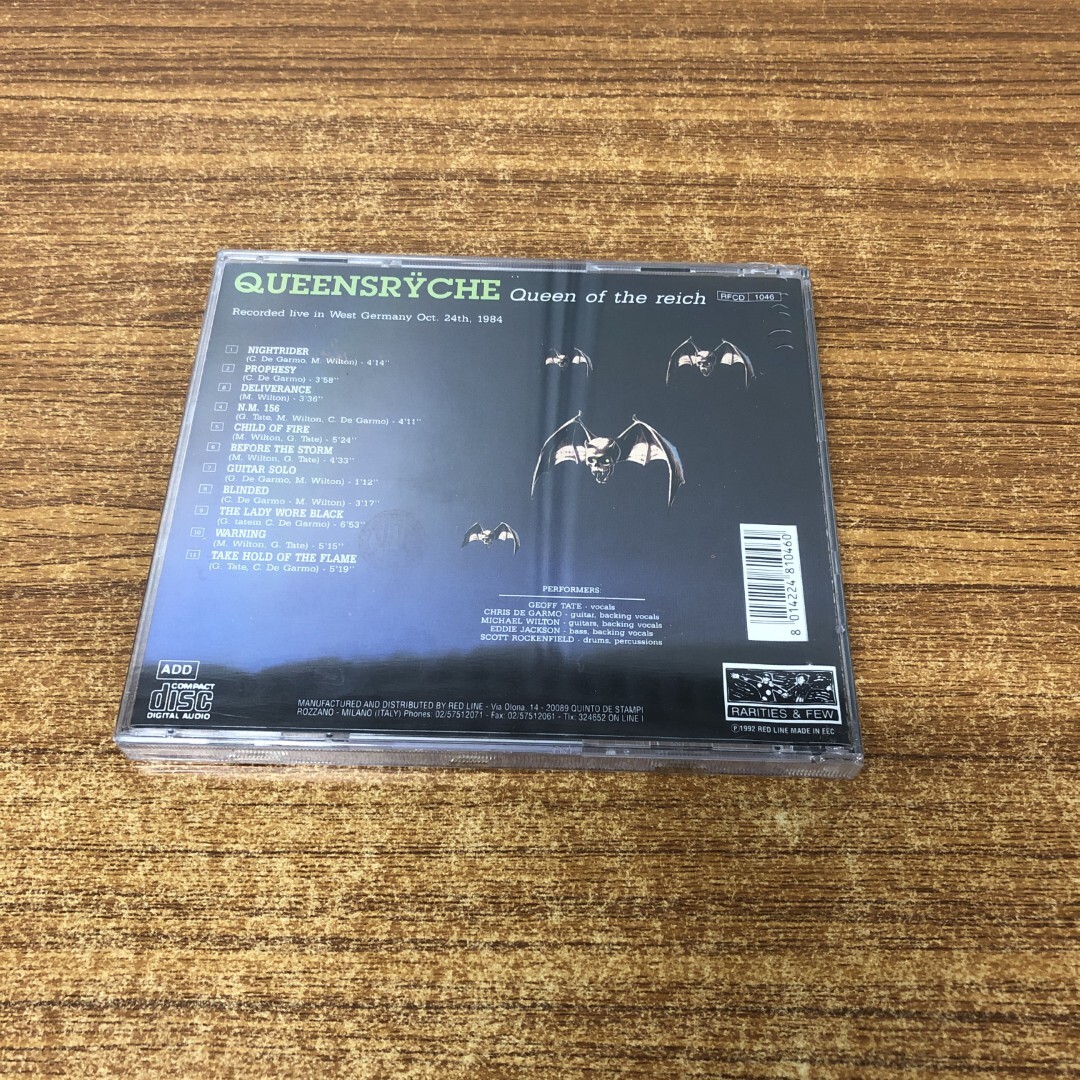 QUEENSRŸCHE Queen of the reich RFCD 1046
Recorded live in West Germany Oct. 24th, 1984
1 NIGHTRIDER
(C. De Garmo, M. Wilton) - 4'14"
2 PROPHESY
(C. De Garmo) - 3'58"
DELIVERANCE
(M. Wilton) - 3'36"
4 N.M. 156
(G. Tate, M. Wilton, C. De Garmo) - 4'11"
5 CHILD OF FIRE
(M. Wilton, G. Tate) - 5'24"
6 BEFORE THE STORM
(M. Wilton, G. Tate) - 4'33"
7 GUITAR SOLO
(G. De Garmo, M. Wilton) - 1'12"
8 BLINDED
(C. De Garmo - M. Wilton) - 3'17"
9 THE LADY WORE BLACK
(G. tatem C. De Garmo) - 6'53"
10 WARNING
(M. Wilton, G. Tate) - 5'15"
11 TAKE HOLD OF THE FLAME
(G. Tate, C. De Garmo) - 5'19"
PERFORMERS:
GEOFF TATE - vocals
CHRIS DE GARMO - guitar, backing vocals
MICHAEL WILTON - guitars, backing vocals
EDDIE JACKSON - bass, backing vocals
SCOTT ROCKENFIELD - drums, percussions
8 014224 810460
ADD
COMPACT
disc
DIGITAL AUDIO
MANUFACTURED AND DISTRIBUTED BY RED LINE - Via Olona, 14 - 20089 QUINTO DE STAMPI
ROZZANO - MILANO (ITALY) Phones: 02/57512071 - Fax: 02/57512061 - Tlx: 324652 ON LINE I
RARITIES & FEW
℗ 1992 RED LINE MADE IN EEC